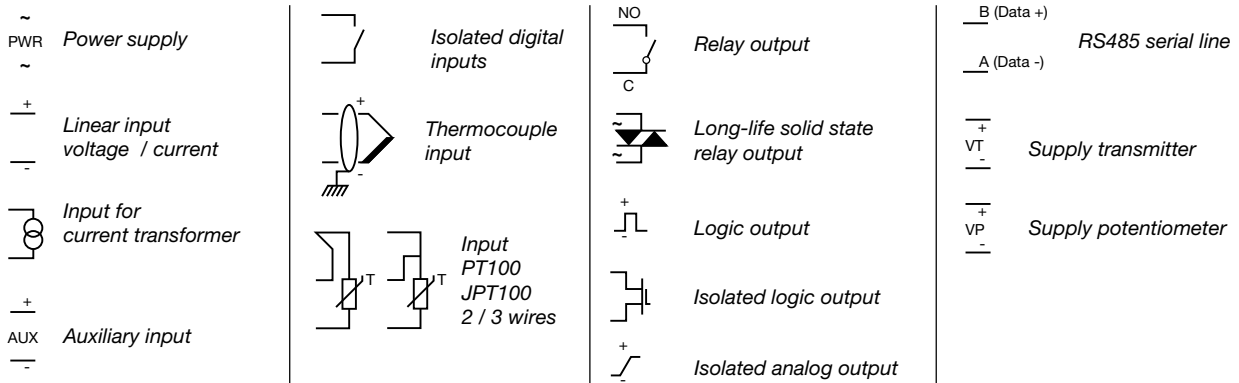 ~
PWR
~
Power supply
+
-
Linear input
voltage / current
Input for
current transformer
+
AUX
-
Auxiliary input
Isolated digital
inputs
+
-
Thermocouple
input
T
T
Input
PT100
JPT100
2 / 3 wires
NO
C
Relay output
~
~
Long-life solid state
relay output
+
-
Logic output
Isolated logic output
+
-
Isolated analog output
B (Data +)
A (Data -)
RS485 serial line
+
VT
-
Supply transmitter
+
VP
-
Supply potentiometer